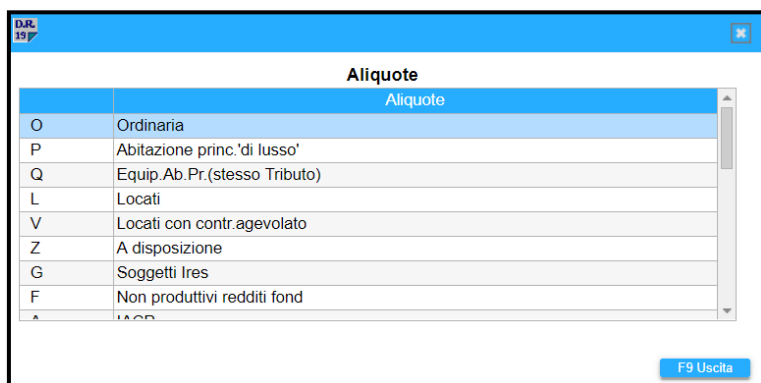 D.R.
19
Aliquote
Aliquote
O Ordinaria
P Abitazione princ.'di lusso'
Q Equip.Ab.Pr.(stesso Tributo)
L Locati
V Locati con contr.agevolato
Z A disposizione
G Soggetti Ires
F Non produttivi redditi fond
F9 Uscita